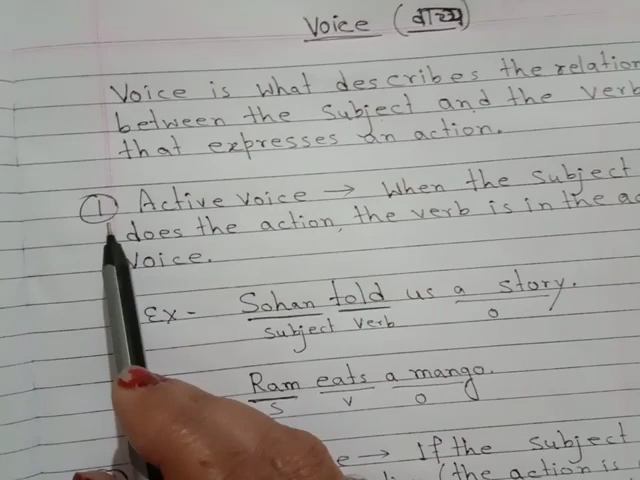 Voice (वाच्य)
Voice is what describes the relation
between the subject and the verb
that expresses an action.
① Active voice → When the subject
does the action, the verb is in the
voice.
Ex- Sohan told us a story.
subject verb o
Ram eats a mango.
S V O
→ If the subject
(the action is